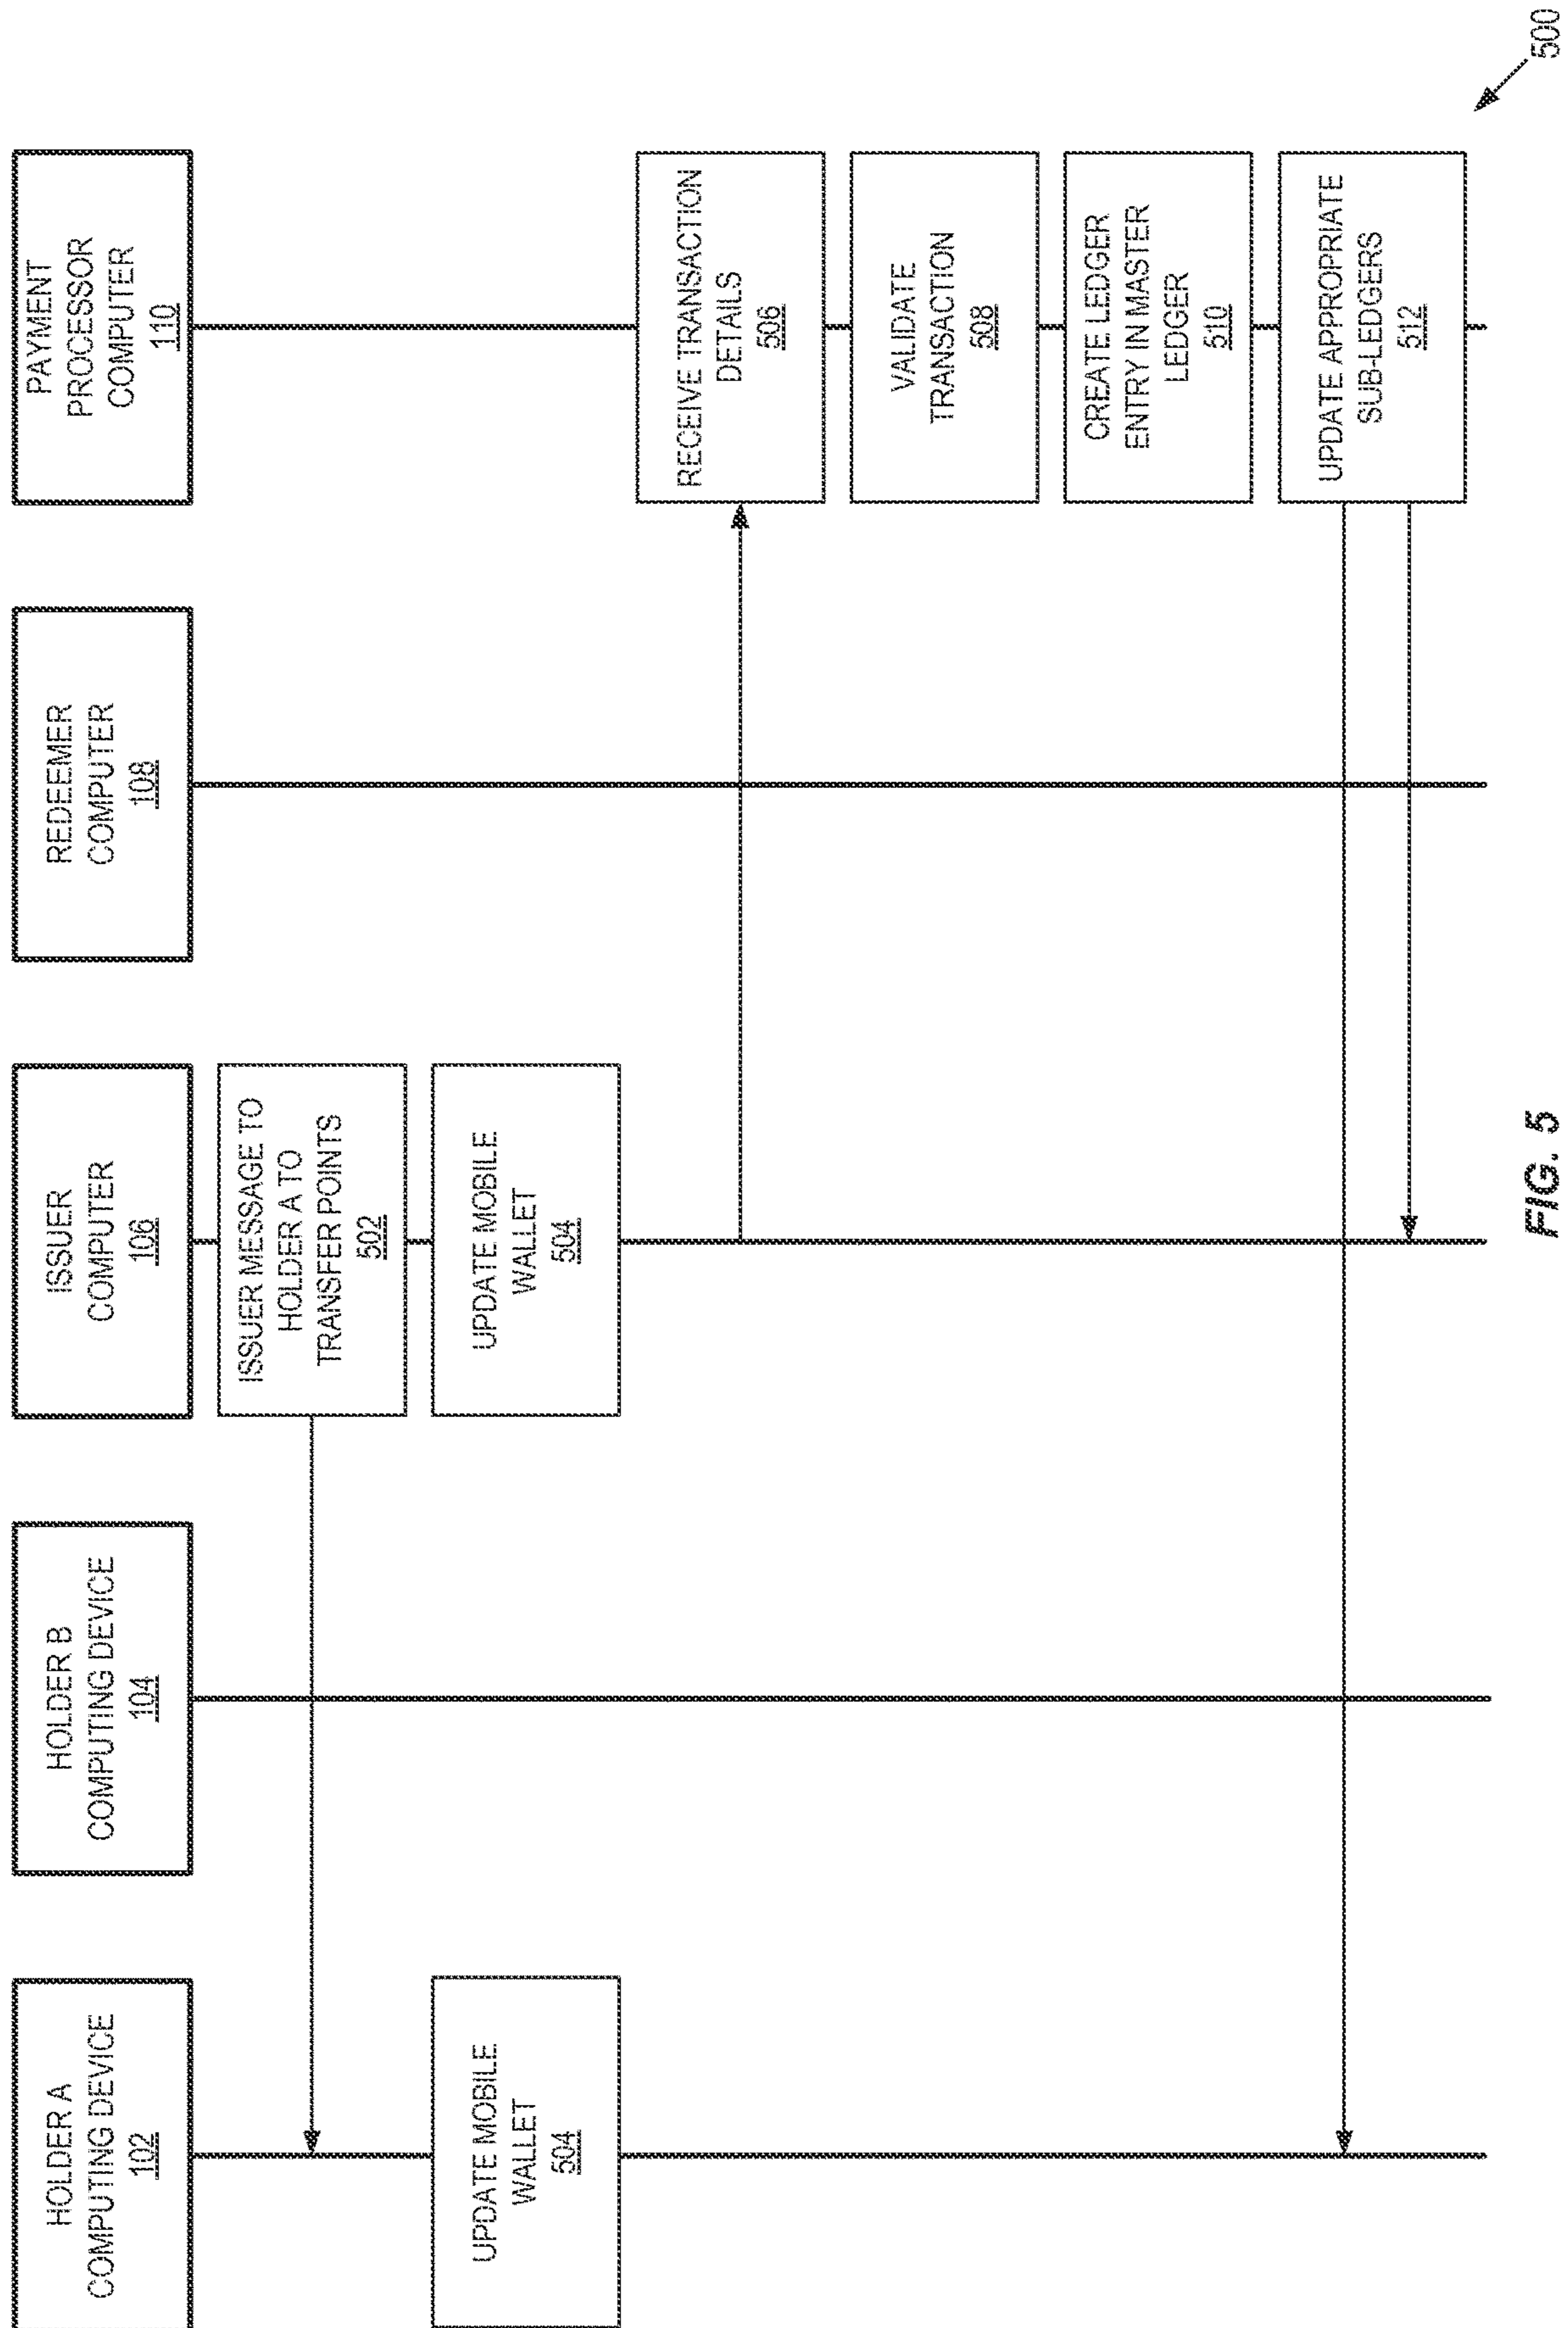 HOLDER A
COMPUTING DEVICE
102
HOLDER B
COMPUTING DEVICE
104
ISSUER
COMPUTER
106
REDEEMER
COMPUTER
108
PAYMENT
PROCESSOR
COMPUTER
110
ISSUER MESSAGE TO
HOLDER A TO
TRANSFER POINTS
502
UPDATE MOBILE
WALLET
504
UPDATE MOBILE
WALLET
504
RECEIVE TRANSACTION
DETAILS
506
VALIDATE
TRANSACTION
508
CREATE LEDGER
ENTRY IN MASTER
LEDGER
510
UPDATE APPROPRIATE
SUB-LEDGERS
512
500
FIG. 5